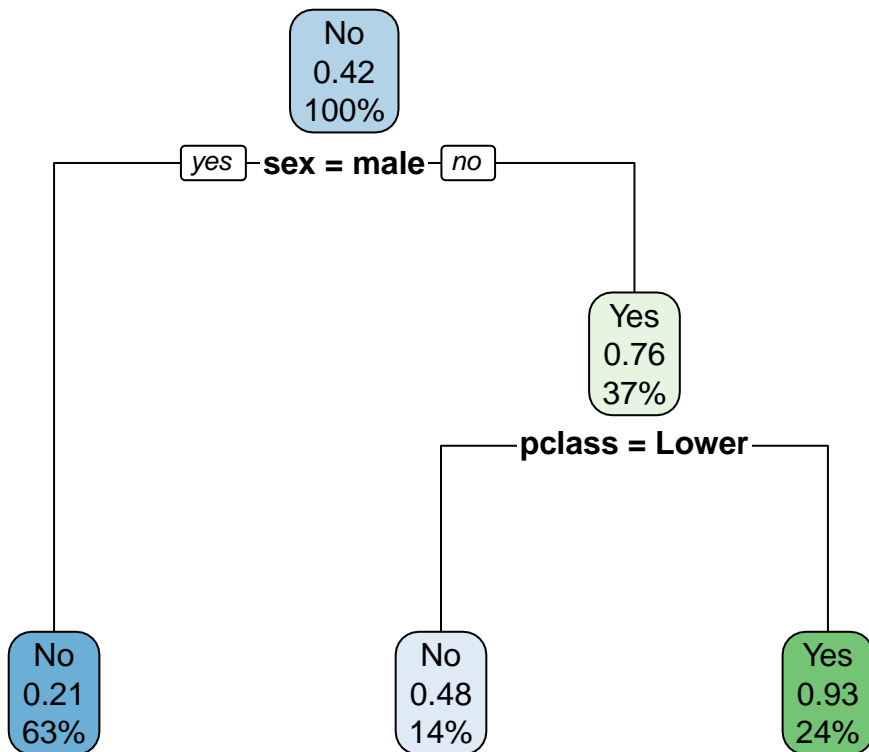 No
0.42
100%
yes sex = male no
Yes
0.76
37%
pclass = Lower
No
0.21
63%
No
0.48
14%
Yes
0.93
24%